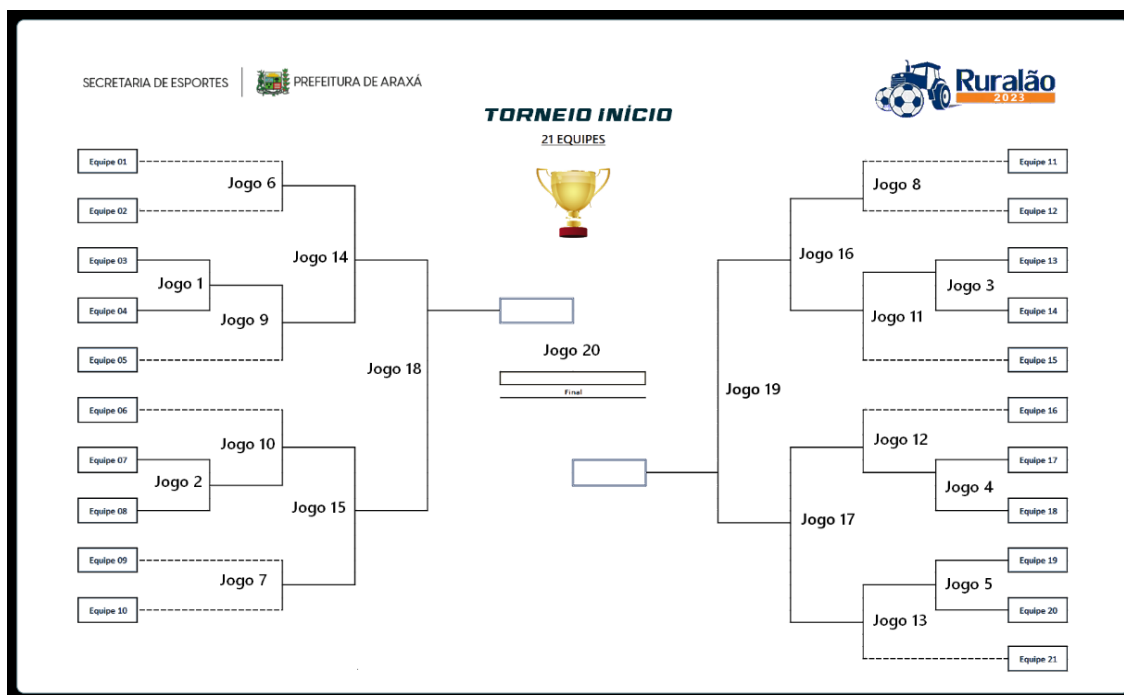 SECRETARIA DE ESPORTES
PREFEITURA DE ARAXÁ
Ruralão
2023
TORNEIO INÍCIO
21 EQUIPES
Equipe 01
Equipe 02
Equipe 03
Equipe 04
Equipe 05
Equipe 06
Equipe 07
Equipe 08
Equipe 09
Equipe 10
Jogo 6
Jogo 1
Jogo 9
Jogo 10
Jogo 2
Jogo 7
Jogo 14
Jogo 15
Jogo 18
Jogo 20
Final
Jogo 19
Jogo 16
Jogo 17
Jogo 8
Jogo 3
Jogo 11
Jogo 12
Jogo 4
Jogo 5
Jogo 13
Equipe 11
Equipe 12
Equipe 13
Equipe 14
Equipe 15
Equipe 16
Equipe 17
Equipe 18
Equipe 19
Equipe 20
Equipe 21